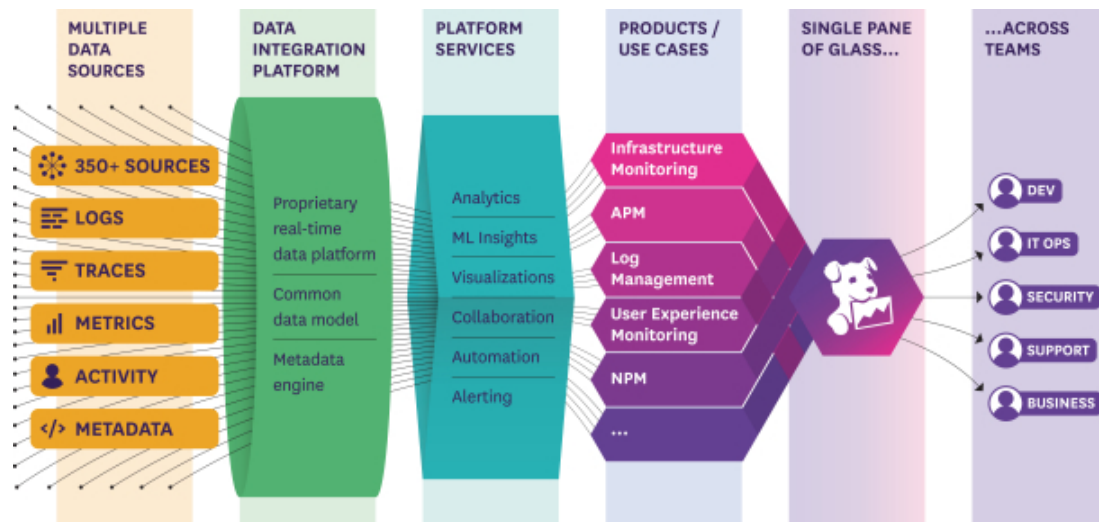 MULTIPLE
DATA
SOURCES
350+ SOURCES
LOGS
TRACES
METRICS
ACTIVITY
</> METADATA
DATA
INTEGRATION
PLATFORM
Proprietary
real-time
data platform
Common
data model
Metadata
engine
PLATFORM
SERVICES
Analytics
ML Insights
Visualizations
Collaboration
Automation
Alerting
PRODUCTS /
USE CASES
Infrastructure
Monitoring
APM
Log
Management
User Experience
Monitoring
NPM
...
SINGLE PANE
OF GLASS...
...ACROSS
TEAMS
DEV
IT OPS
SECURITY
SUPPORT
BUSINESS